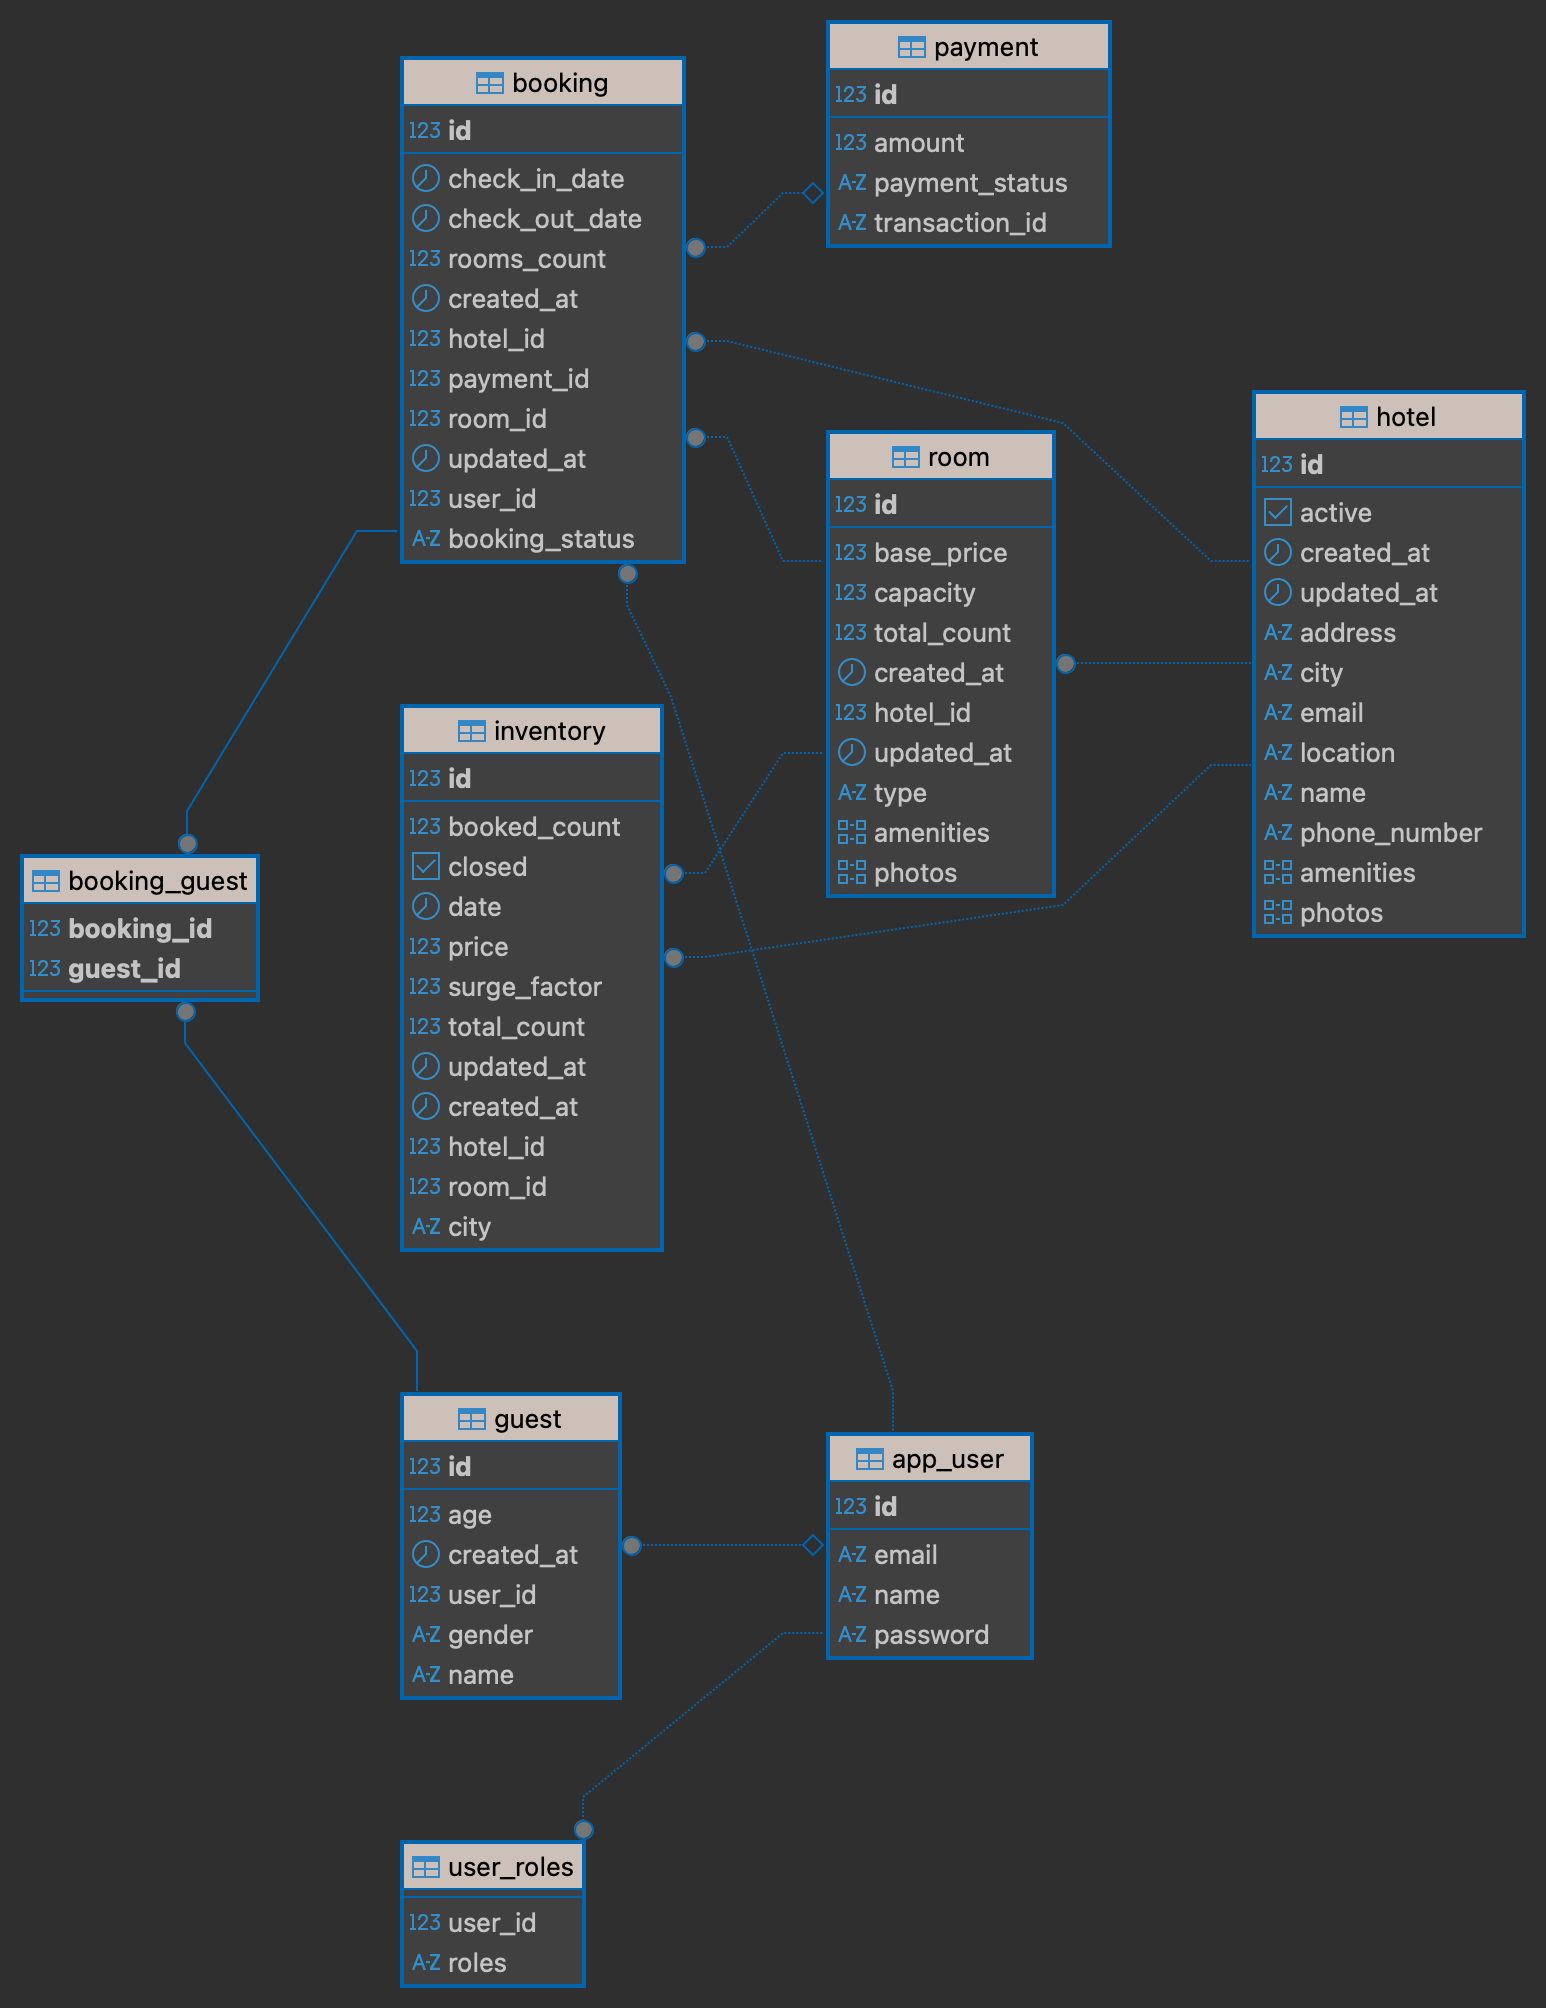 payment
123 id
123 amount
A-Z payment_status
A-Z transaction_id
booking
123 id
check_in_date
check_out_date
123 rooms_count
created_at
123 hotel_id
123 payment_id
123 room_id
updated_at
123 user_id
A-Z booking_status
hotel
123 id
active
created_at
updated_at
A-Z address
A-Z city
A-Z email
A-Z location
A-Z name
A-Z phone_number
amenities
photos
room
123 id
123 base_price
123 capacity
123 total_count
created_at
123 hotel_id
updated_at
A-Z type
amenities
photos
inventory
123 id
123 booked_count
closed
date
123 price
123 surge_factor
123 total_count
updated_at
created_at
123 hotel_id
123 room_id
A-Z city
booking_guest
123 booking_id
123 guest_id
guest
123 id
123 age
created_at
123 user_id
A-Z gender
A-Z name
app_user
123 id
A-Z email
A-Z name
A-Z password
user_roles
123 user_id
A-Z roles